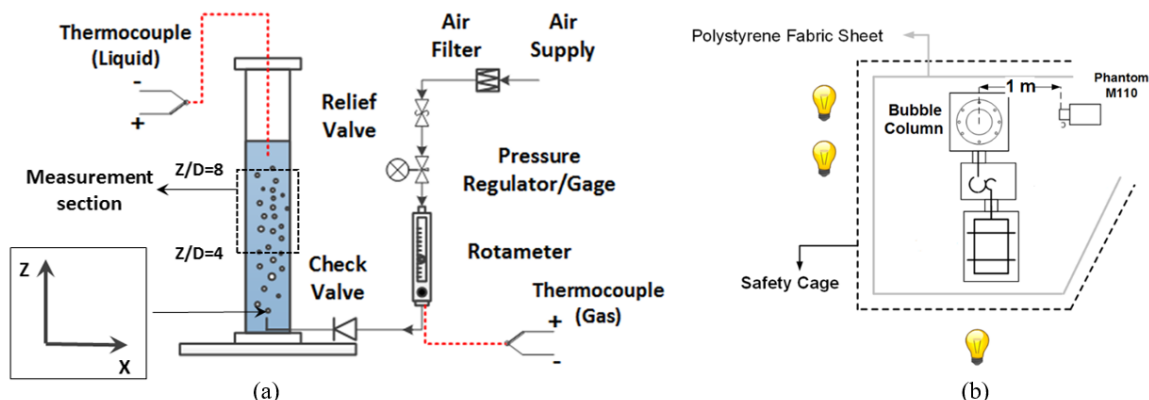 Thermocouple
(Liquid)
-
+
Air
Filter
Air
Supply
Relief
Valve
Pressure
Regulator/Gage
Z/D=8
Measurement
section
Z/D=4
Rotameter
Check
Valve
Thermocouple
(Gas)
+
-
Z
X
(a)
Polystyrene Fabric Sheet
1 m
Phantom
M110
Bubble
Column
Safety Cage
(b)